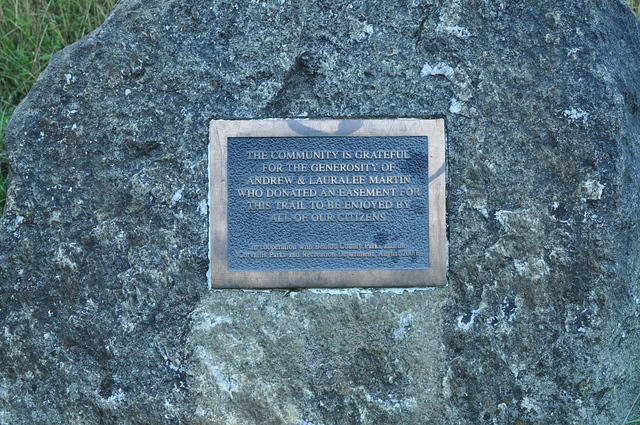 THE COMMUNITY IS GRATEFUL
FOR THE GENEROSITY OF
ANDREW & LAURALEE MARTIN
WHO DONATED AN EASEMENT FOR
THIS TRAIL TO BE ENJOYED BY
ALL OF OUR CITIZENS
In cooperation with Benton County Parks and the
Corvallis Parks and Recreation Department, August